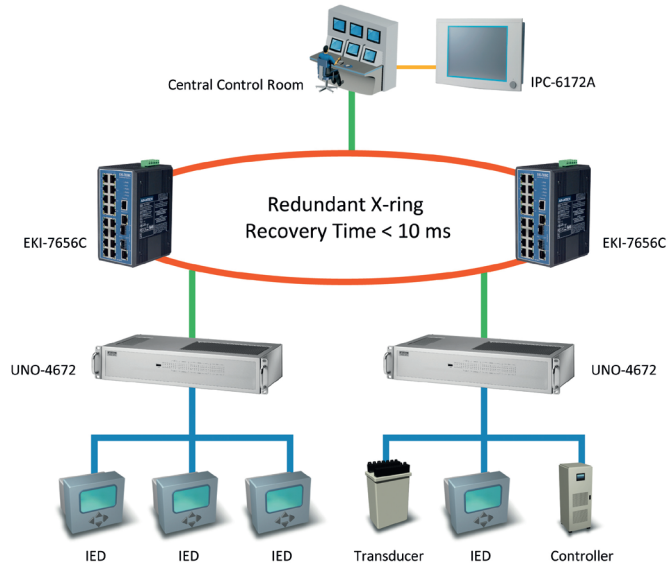 Central Control Room
IPC-6172A
Redundant X-ring
Recovery Time < 10 ms
EKI-7656C
EKI-7656C
UNO-4672
UNO-4672
IED
IED
IED
Transducer
IED
Controller